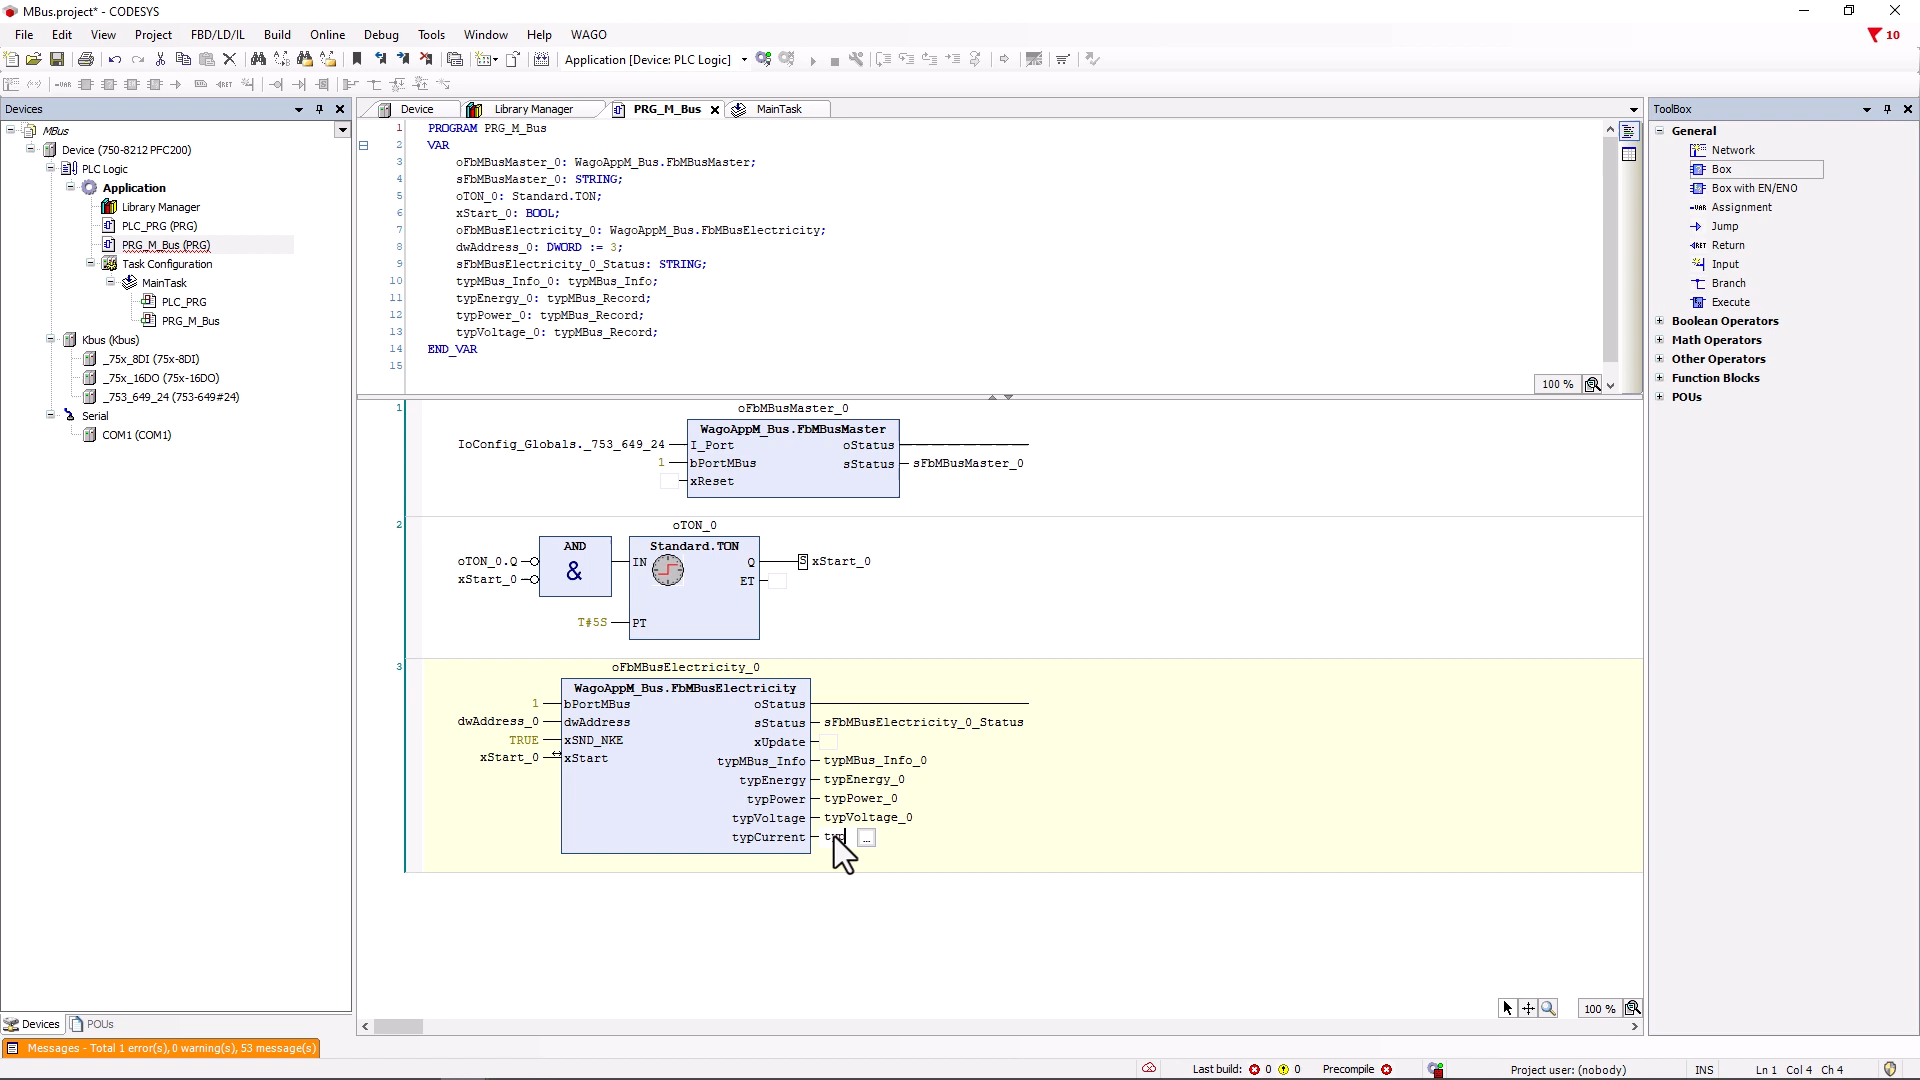 MBus.project* - CODESYS
File Edit View Project FBD/LD/IL Build Online Debug Tools Window Help WAGO
10
Application [Device: PLC Logic]
Devices
MBus
Device (750-8212 PFC200)
PLC Logic
Application
Library Manager
PLC_PRG (PRG)
PRG_M_Bus (PRG)
Task Configuration
MainTask
PLC_PRG
PRG_M_Bus
Kbus (Kbus)
_75x_8DI (75x-8DI)
_75x_16DO (75x-16DO)
_753_649_24 (753-649#24)
Serial
COM1 (COM1)
Devices POUs
Device Library Manager PRG_M_Bus MainTask
1 PROGRAM PRG_M_Bus
2 VAR
3 oFbMBusMaster_0: WagoAppM_Bus.FbMBusMaster;
4 sFbMBusMaster_0: STRING;
5 oTON_0: Standard.TON;
6 xStart_0: BOOL;
7 oFbMBusElectricity_0: WagoAppM_Bus.FbMBusElectricity;
8 dwAddress_0: DWORD := 3;
9 sFbMBusElectricity_0_Status: STRING;
10 typMBus_Info_0: typMBus_Info;
11 typEnergy_0: typMBus_Record;
12 typPower_0: typMBus_Record;
13 typVoltage_0: typMBus_Record;
14 END_VAR
15
100 %
1 oFbMBusMaster_0
WagoAppM_Bus.FbMBusMaster
IoConfig_Globals._753_649_24 I_Port oStatus
1 bPortMBus sStatus sFbMBusMaster_0
xReset
2 oTON_0
AND Standard.TON
oTON_0.Q & IN Q S xStart_0
xStart_0 ET
T#5S PT
3 oFbMBusElectricity_0
WagoAppM_Bus.FbMBusElectricity
1 bPortMBus oStatus
dwAddress_0 dwAddress sStatus sFbMBusElectricity_0_Status
TRUE xSND_NKE xUpdate
xStart_0 xStart typMBus_Info typMBus_Info_0
typEnergy typEnergy_0
typPower typPower_0
typVoltage typVoltage_0
typCurrent typ ...
100 %
ToolBox
General
Network
Box
Box with EN/ENO
Assignment
Jump
Return
Input
Branch
Execute
Boolean Operators
Math Operators
Other Operators
Function Blocks
POUs
Messages - Total 1 error(s), 0 warning(s), 53 message(s)
Last build: 0 0 Precompile Project user: (nobody) INS Ln 1 Col 4 Ch 4